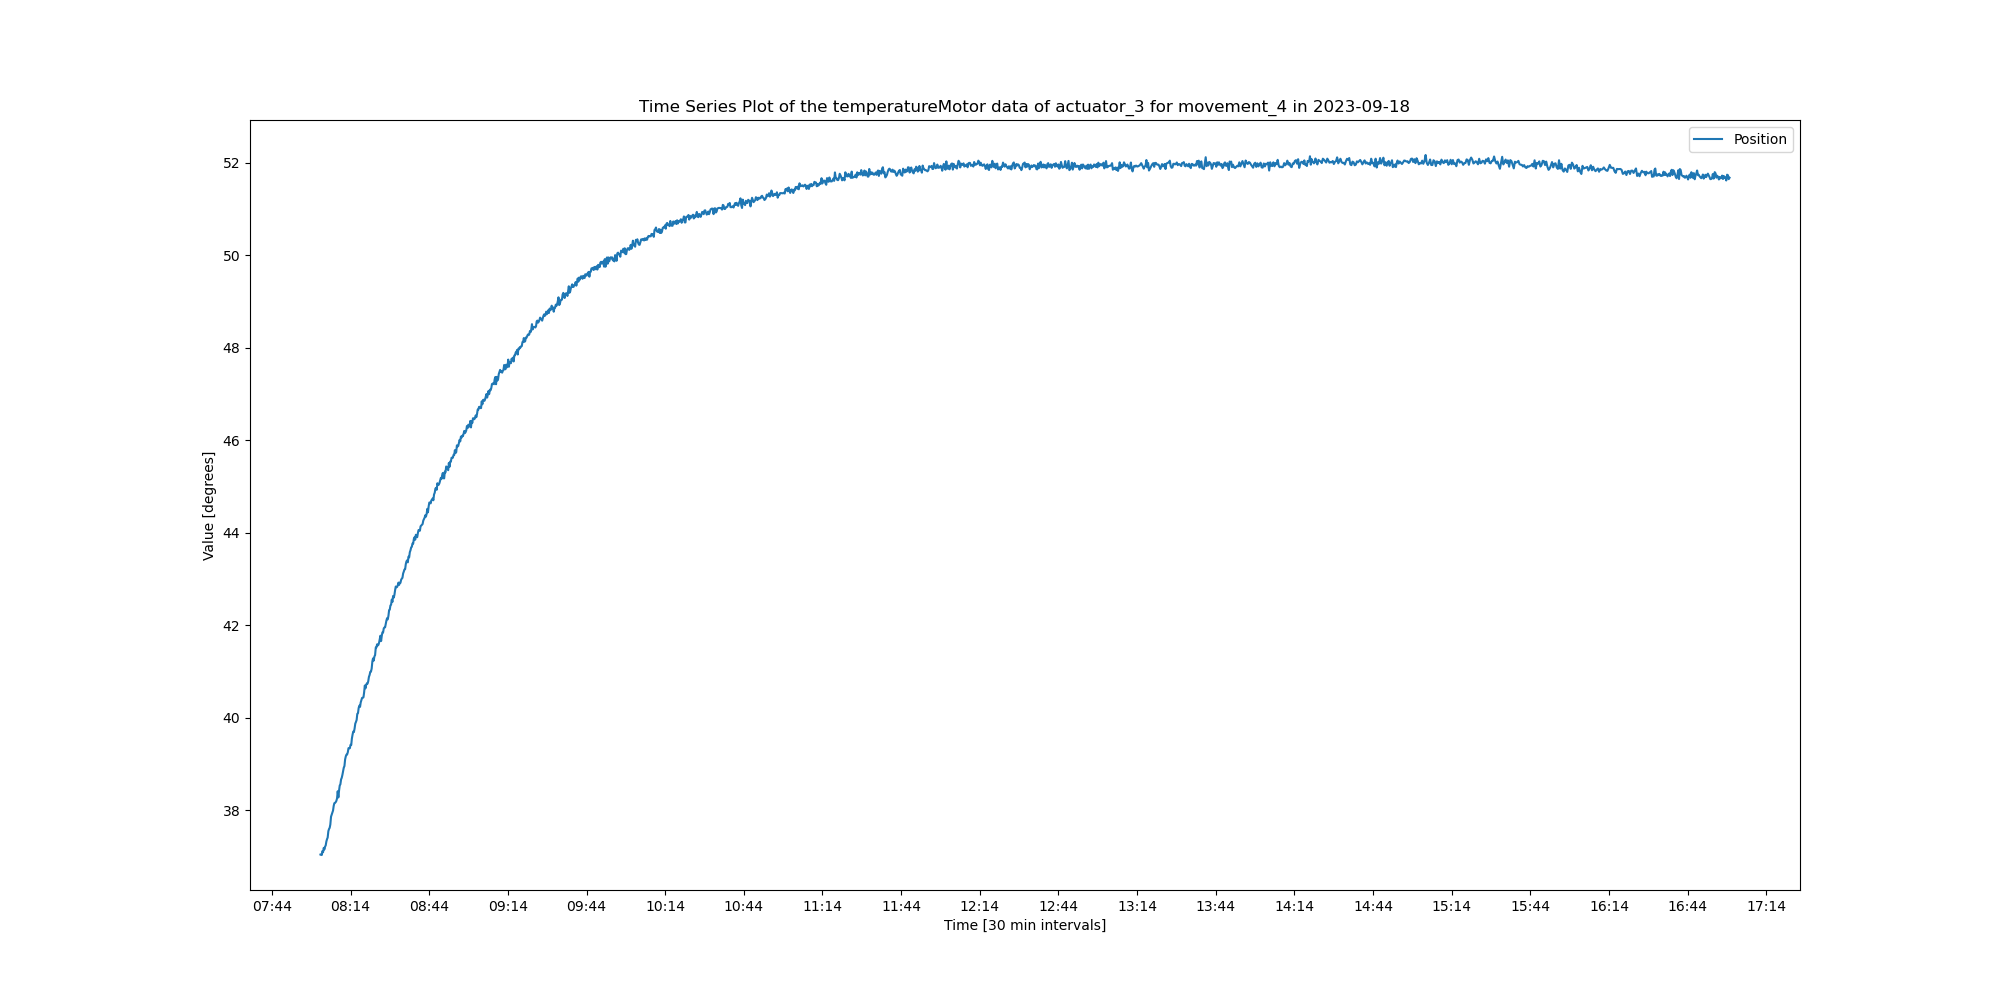 Time Series Plot of the temperatureMotor data of actuator_3 for movement_4 in 2023-09-18
Position
52
50
48
46
44
42
40
38
Value [degrees]
07:44 08:14 08:44 09:14 09:44 10:14 10:44 11:14 11:44 12:14 12:44 13:14 13:44 14:14 14:44 15:14 15:44 16:14 16:44 17:14
Time [30 min intervals]